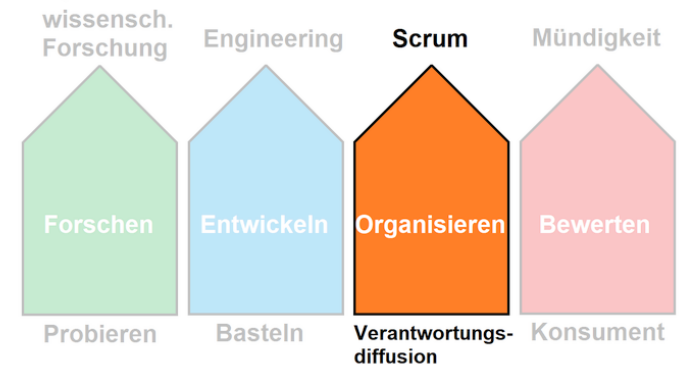 wissensch.
Forschung
Engineering
Scrum
Mündigkeit
Forschen
Entwickeln
Organisieren
Bewerten
Probieren
Basteln
Verantwortungs-
diffusion
Konsument